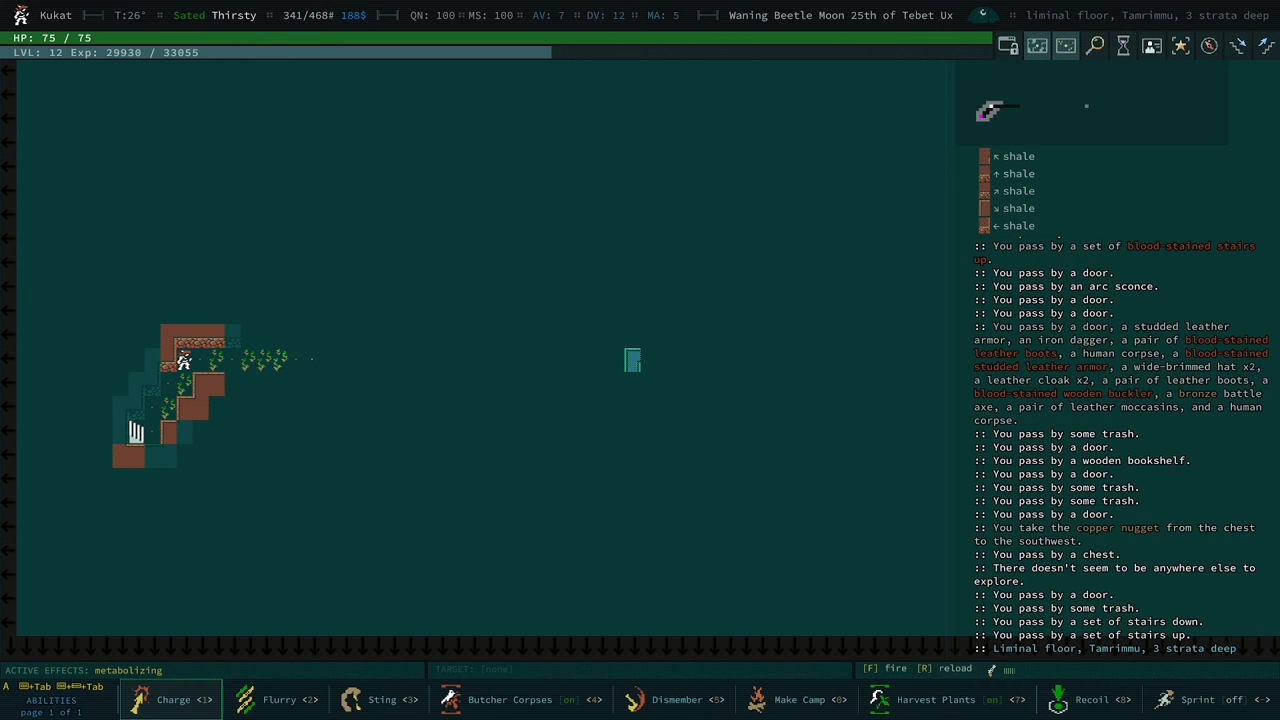 Kukat T:26° Sated Thirsty 341/468# 188$ QN: 100 MS: 100 AV: 7 DV: 12 MA: 5 Waning Beetle Moon 25th of Tebet Ux liminal floor, Tamrimmu, 3 strata deep
HP: 75 / 75
LVL: 12 Exp: 29930 / 33055
↖ shale
↑ shale
↗ shale
↘ shale
← shale
:: You pass by a set of blood-stained stairs
up.
:: You pass by a door.
:: You pass by an arc sconce.
:: You pass by a door.
:: You pass by a door.
:: You pass by a door, a studded leather
armor, an iron dagger, a pair of blood-stained
leather boots, a human corpse, a blood-stained
studded leather armor, a wide-brimmed hat x2,
a leather cloak x2, a pair of leather boots, a
blood-stained wooden buckler, a bronze battle
axe, a pair of leather moccasins, and a human
corpse.
:: You pass by some trash.
:: You pass by a door.
:: You pass by a wooden bookshelf.
:: You pass by a door.
:: You pass by some trash.
:: You pass by some trash.
:: You pass by a door.
:: You take the copper nugget from the chest
to the southwest.
:: You pass by a chest.
:: There doesn't seem to be anywhere else to
explore.
:: You pass by a door.
:: You pass by some trash.
:: You pass by a set of stairs down.
:: You pass by a set of stairs up.
:: Liminal floor, Tamrimmu, 3 strata deep
ACTIVE EFFECTS: metabolizing TARGET: [none] [F] fire [R] reload
A +Tab +Tab
ABILITIES
page 1 of 1
Charge <1> Flurry <2> Sting <3> Butcher Corpses [on] <4> Dismember <5> Make Camp <6> Harvest Plants [on] <7> Recoil <8> Sprint [off] <->